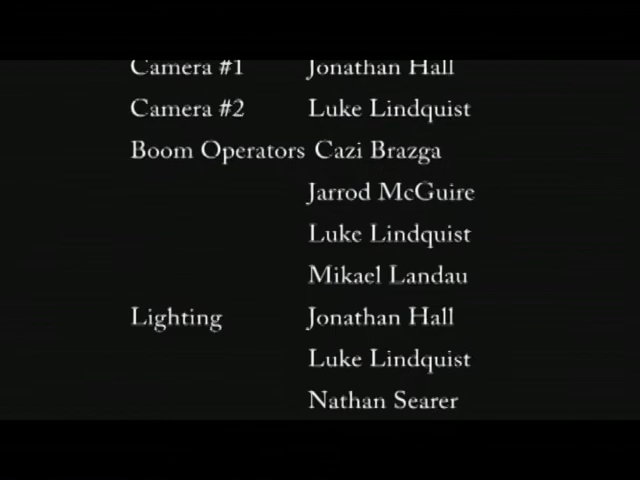 Camera #1 Jonathan Hall
Camera #2 Luke Lindquist
Boom Operators Cazi Brazga
Jarrod McGuire
Luke Lindquist
Mikael Landau
Lighting Jonathan Hall
Luke Lindquist
Nathan Searer